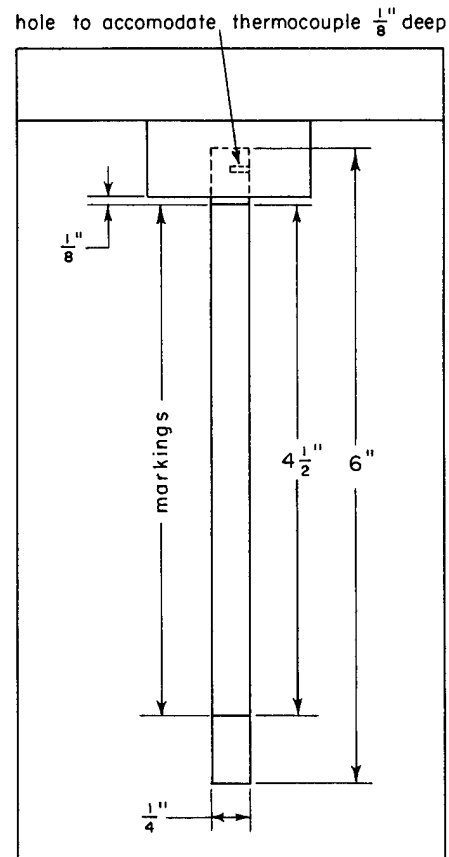 hole to accomodate thermocouple 1/8" deep
1/8"
markings
4 1/2"
6"
1/4"